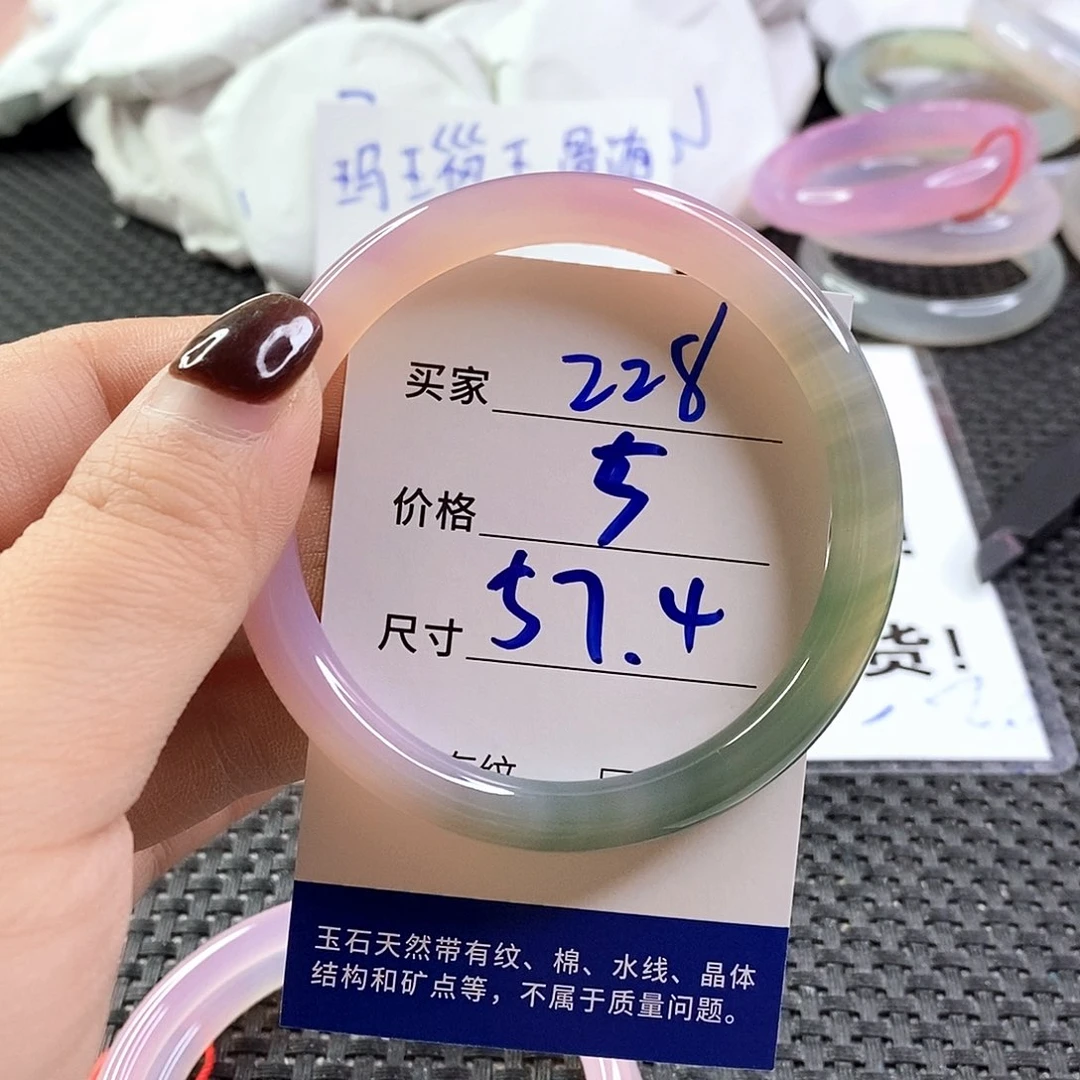 玛瑙玉
买家 228
价格 5
尺寸 57.4
货!
玉石天然带有纹、棉、水线、晶体
结构和矿点等，不属于质量问题。